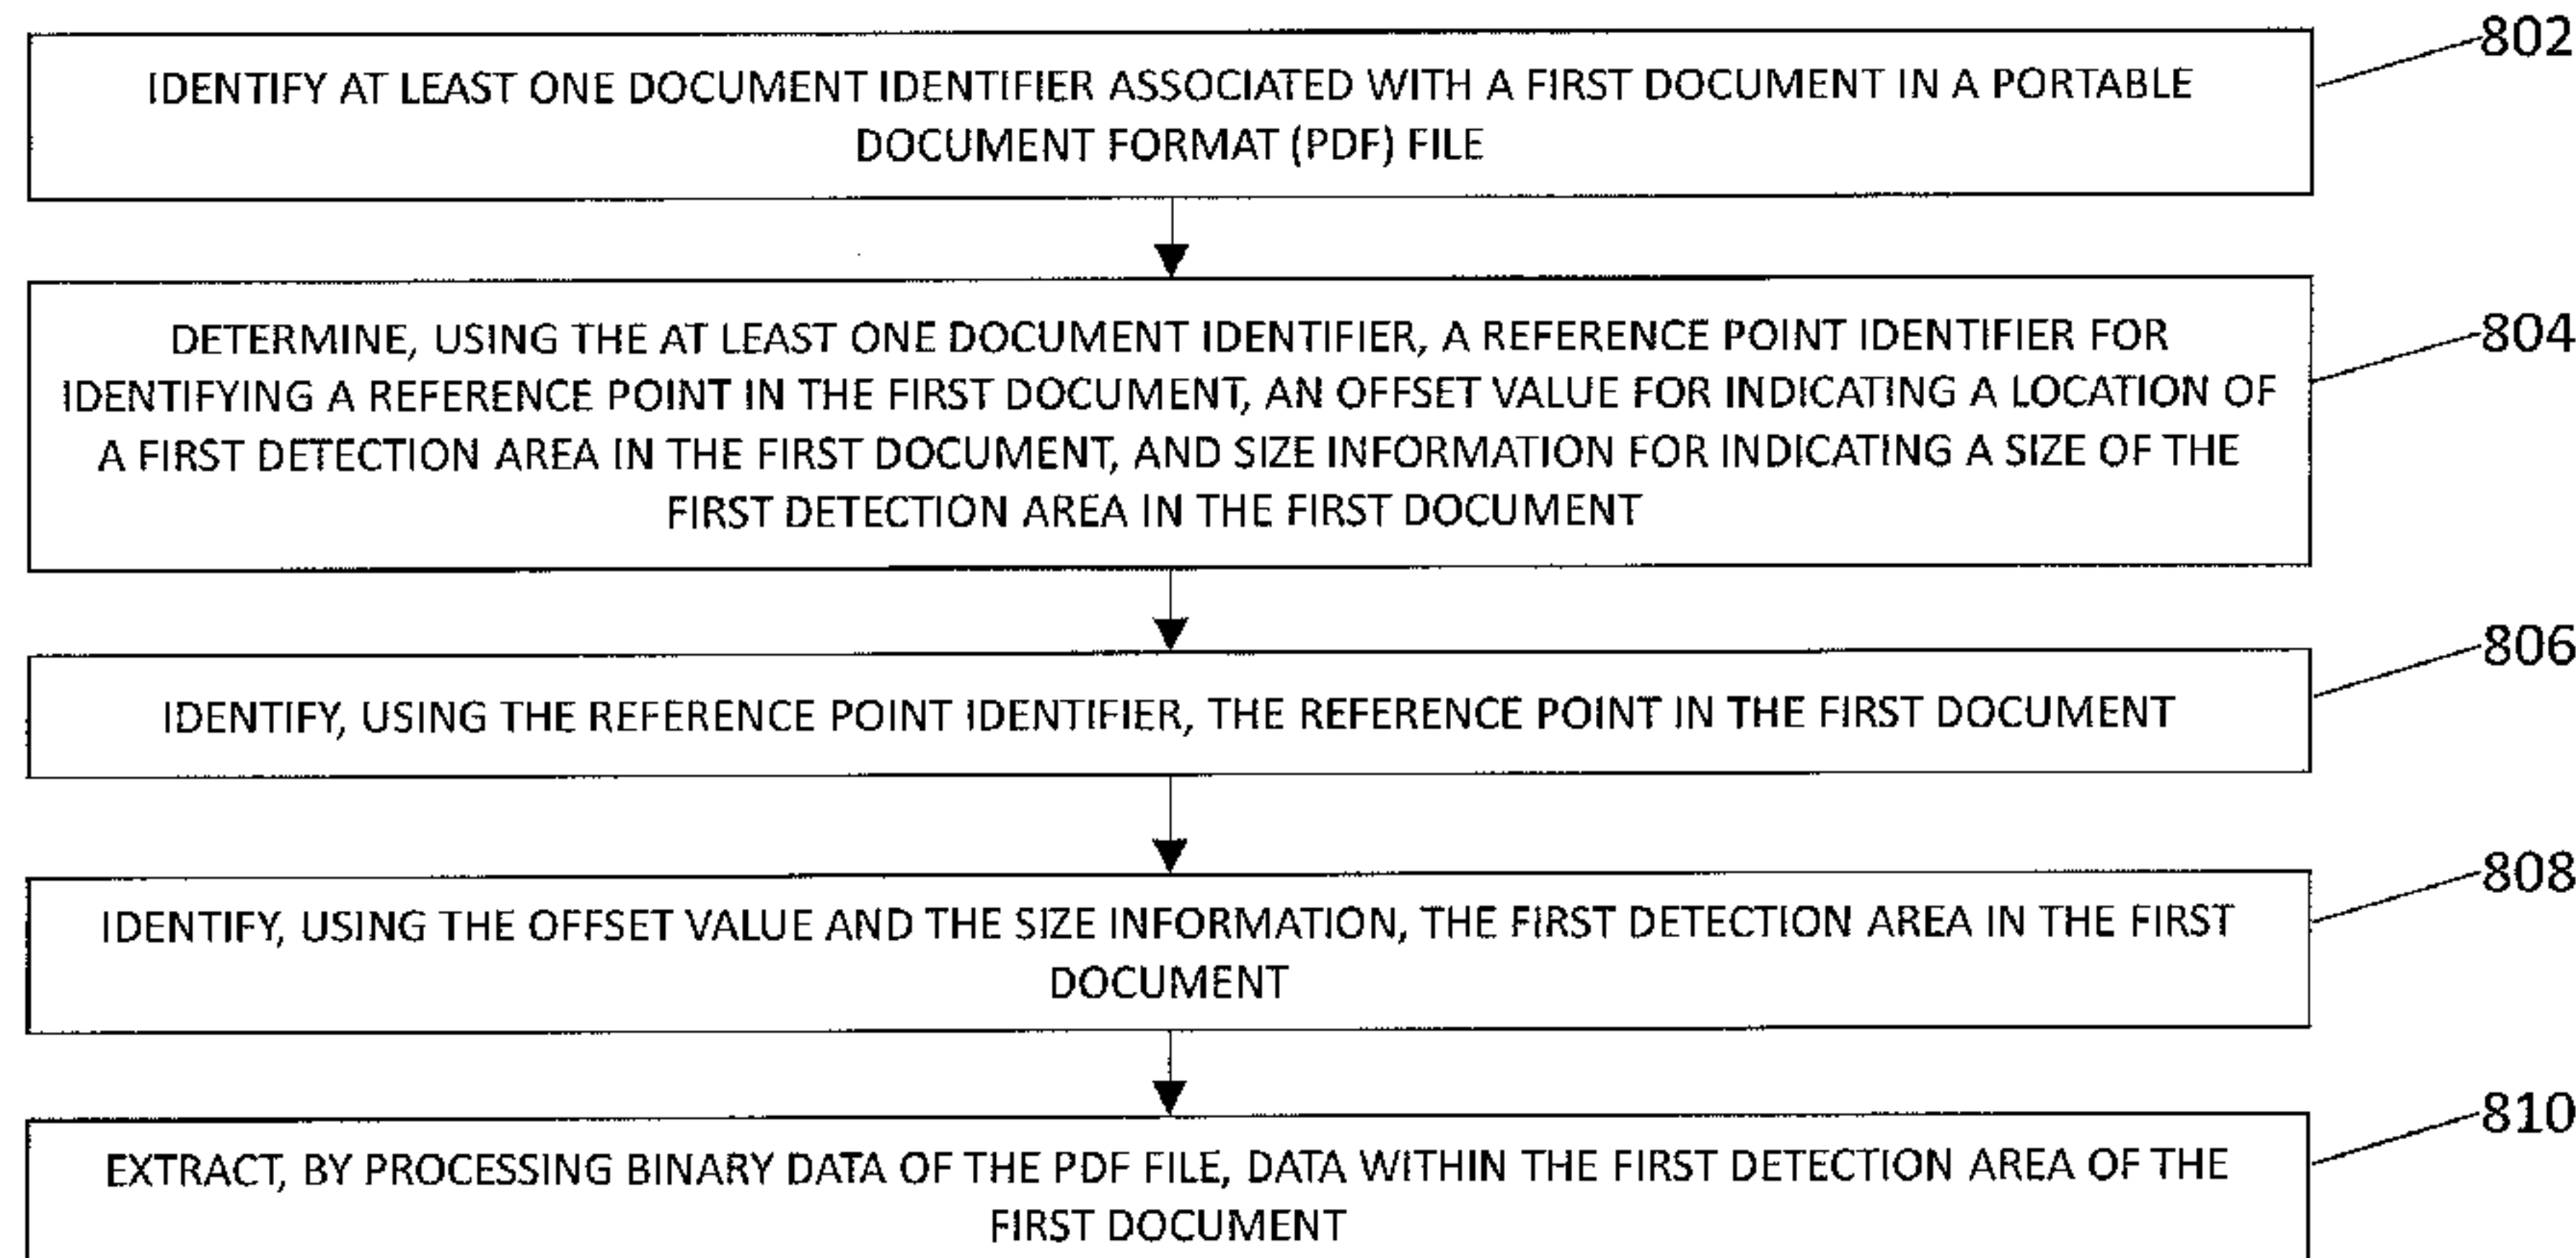 802
IDENTIFY AT LEAST ONE DOCUMENT IDENTIFIER ASSOCIATED WITH A FIRST DOCUMENT IN A PORTABLE
DOCUMENT FORMAT (PDF) FILE
804
DETERMINE, USING THE AT LEAST ONE DOCUMENT IDENTIFIER, A REFERENCE POINT IDENTIFIER FOR
IDENTIFYING A REFERENCE POINT IN THE FIRST DOCUMENT, AN OFFSET VALUE FOR INDICATING A LOCATION OF
A FIRST DETECTION AREA IN THE FIRST DOCUMENT, AND SIZE INFORMATION FOR INDICATING A SIZE OF THE
FIRST DETECTION AREA IN THE FIRST DOCUMENT
806
IDENTIFY, USING THE REFERENCE POINT IDENTIFIER, THE REFERENCE POINT IN THE FIRST DOCUMENT
808
IDENTIFY, USING THE OFFSET VALUE AND THE SIZE INFORMATION, THE FIRST DETECTION AREA IN THE FIRST
DOCUMENT
810
EXTRACT, BY PROCESSING BINARY DATA OF THE PDF FILE, DATA WITHIN THE FIRST DETECTION AREA OF THE
FIRST DOCUMENT